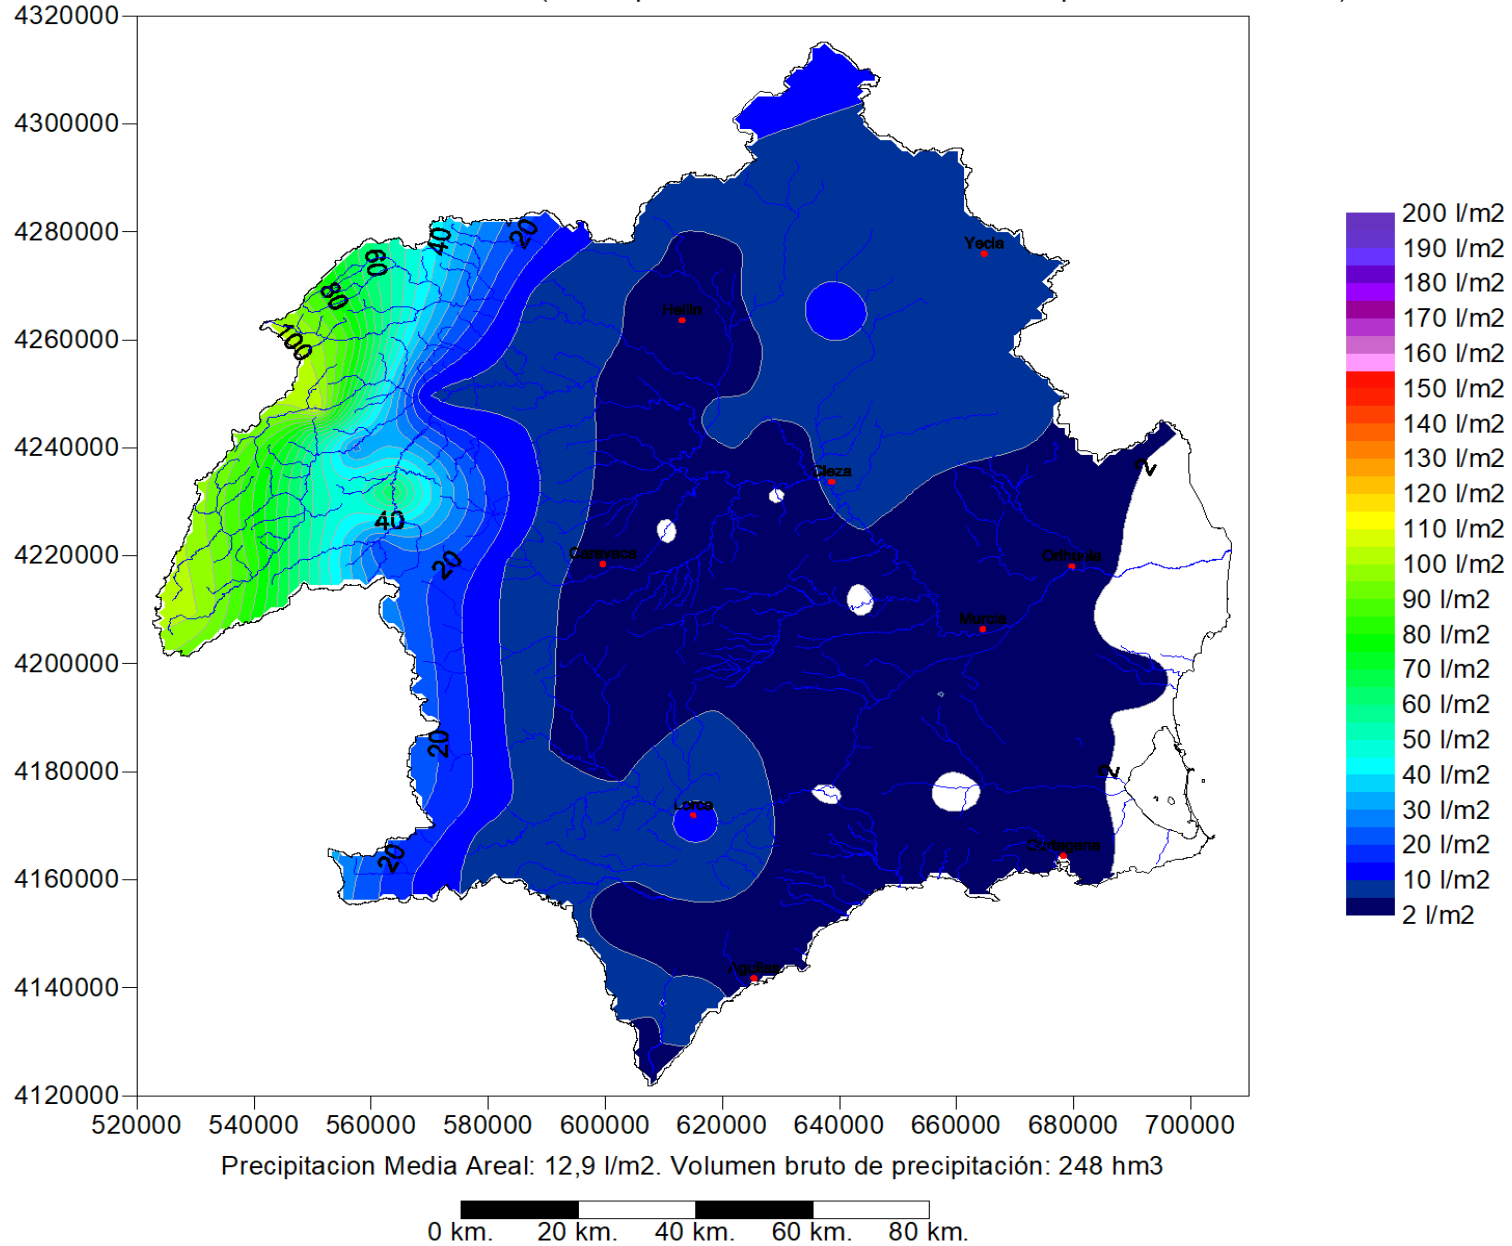 4320000
4300000
4280000
4260000
4240000
4220000
4200000
4180000
4160000
4140000
4120000
520000 540000 560000 580000 600000 620000 640000 660000 680000 700000
20
40
60
80
100
40
20
20
20
2
2
Yecla
Hellin
Cieza
Caravaca
Orihuela
Murcia
Lorca
Cartagena
Aguilas
200 l/m2
190 l/m2
180 l/m2
170 l/m2
160 l/m2
150 l/m2
140 l/m2
130 l/m2
120 l/m2
110 l/m2
100 l/m2
90 l/m2
80 l/m2
70 l/m2
60 l/m2
50 l/m2
40 l/m2
30 l/m2
20 l/m2
10 l/m2
2 l/m2
Precipitacion Media Areal: 12,9 l/m2. Volumen bruto de precipitación: 248 hm3
0 km. 20 km. 40 km. 60 km. 80 km.